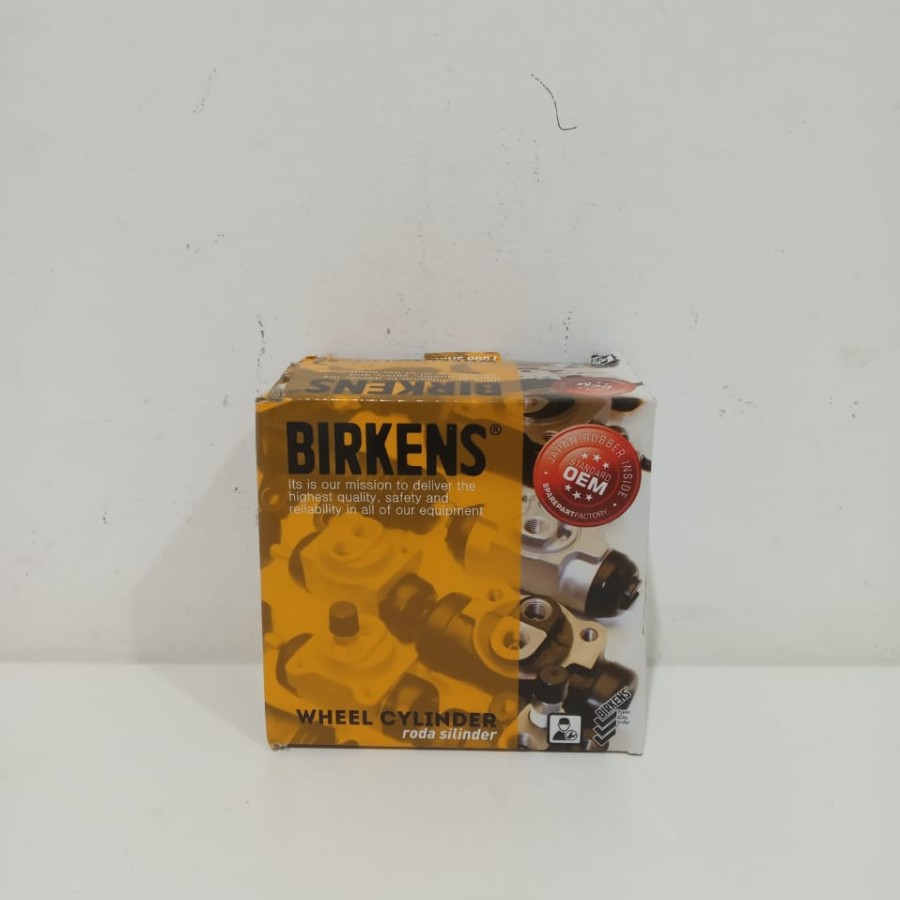 BIRKENS
BIRKENS®
Its is our mission to deliver the
highest quality, safety and
reliability in all of our equipment
JAPAN RUBBER INSIDE
STANDARD
OEM
SPAREPARTFACTORY
WHEEL CYLINDER
roda silinder
BIRKENS